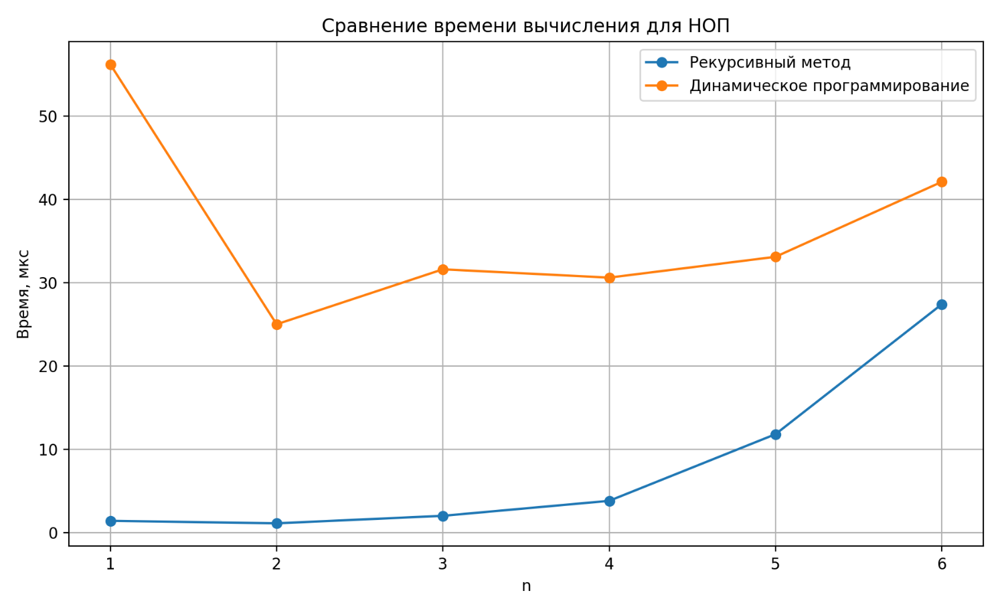 Сравнение времени вычисления для НОП
Рекурсивный метод
Динамическое программирование
Время, мкс
50
40
30
20
10
0
1 2 3 4 5 6
n